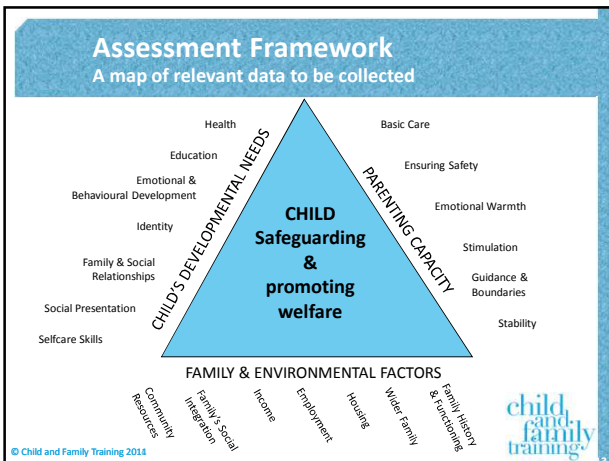 Assessment Framework
A map of relevant data to be collected
Health
Education
Emotional &
Behavioural Development
Identity
Family & Social
Relationships
Social Presentation
Selfcare Skills
CHILD'S DEVELOPMENTAL NEEDS
CHILD
Safeguarding
&
promoting
welfare
PARENTING CAPACITY
Basic Care
Ensuring Safety
Emotional Warmth
Stimulation
Guidance &
Boundaries
Stability
FAMILY & ENVIRONMENTAL FACTORS
Community
Resources
Family's Social
Integration
Income
Employment
Housing
Wider Family
Family History
& Functioning
© Child and Family Training 2014
child
and
family
training